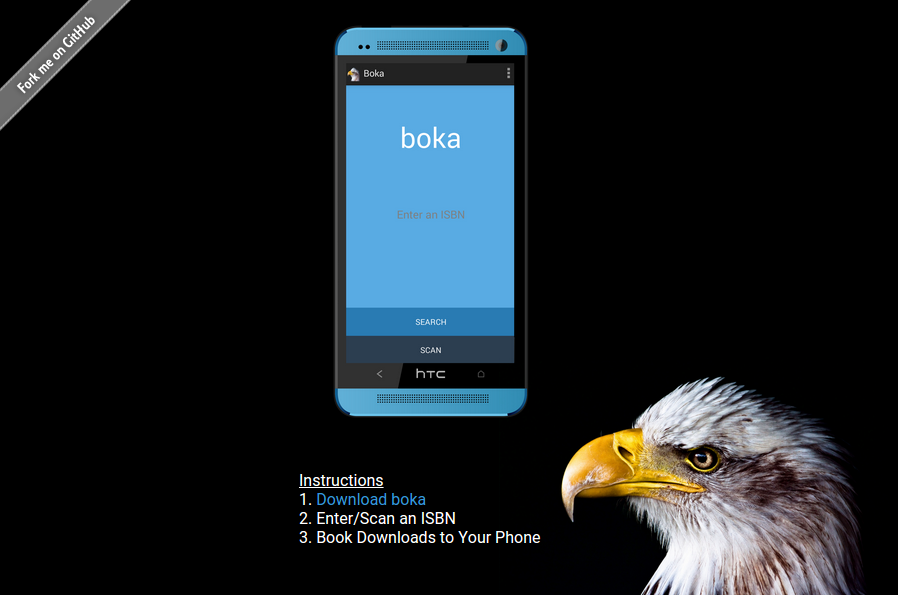 Fork me on GitHub
Boka
boka
Enter an ISBN
SEARCH
SCAN
hTC
Instructions
1. Download boka
2. Enter/Scan an ISBN
3. Book Downloads to Your Phone